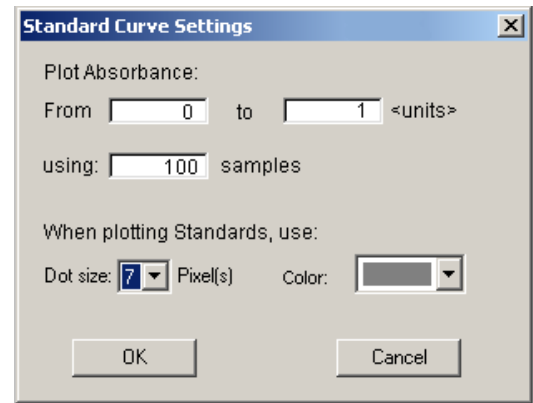 Standard Curve Settings
Plot Absorbance:
From 0 to 1 <units>
using: 100 samples
When plotting Standards, use:
Dot size: 7 Pixel(s) Color:
OK Cancel